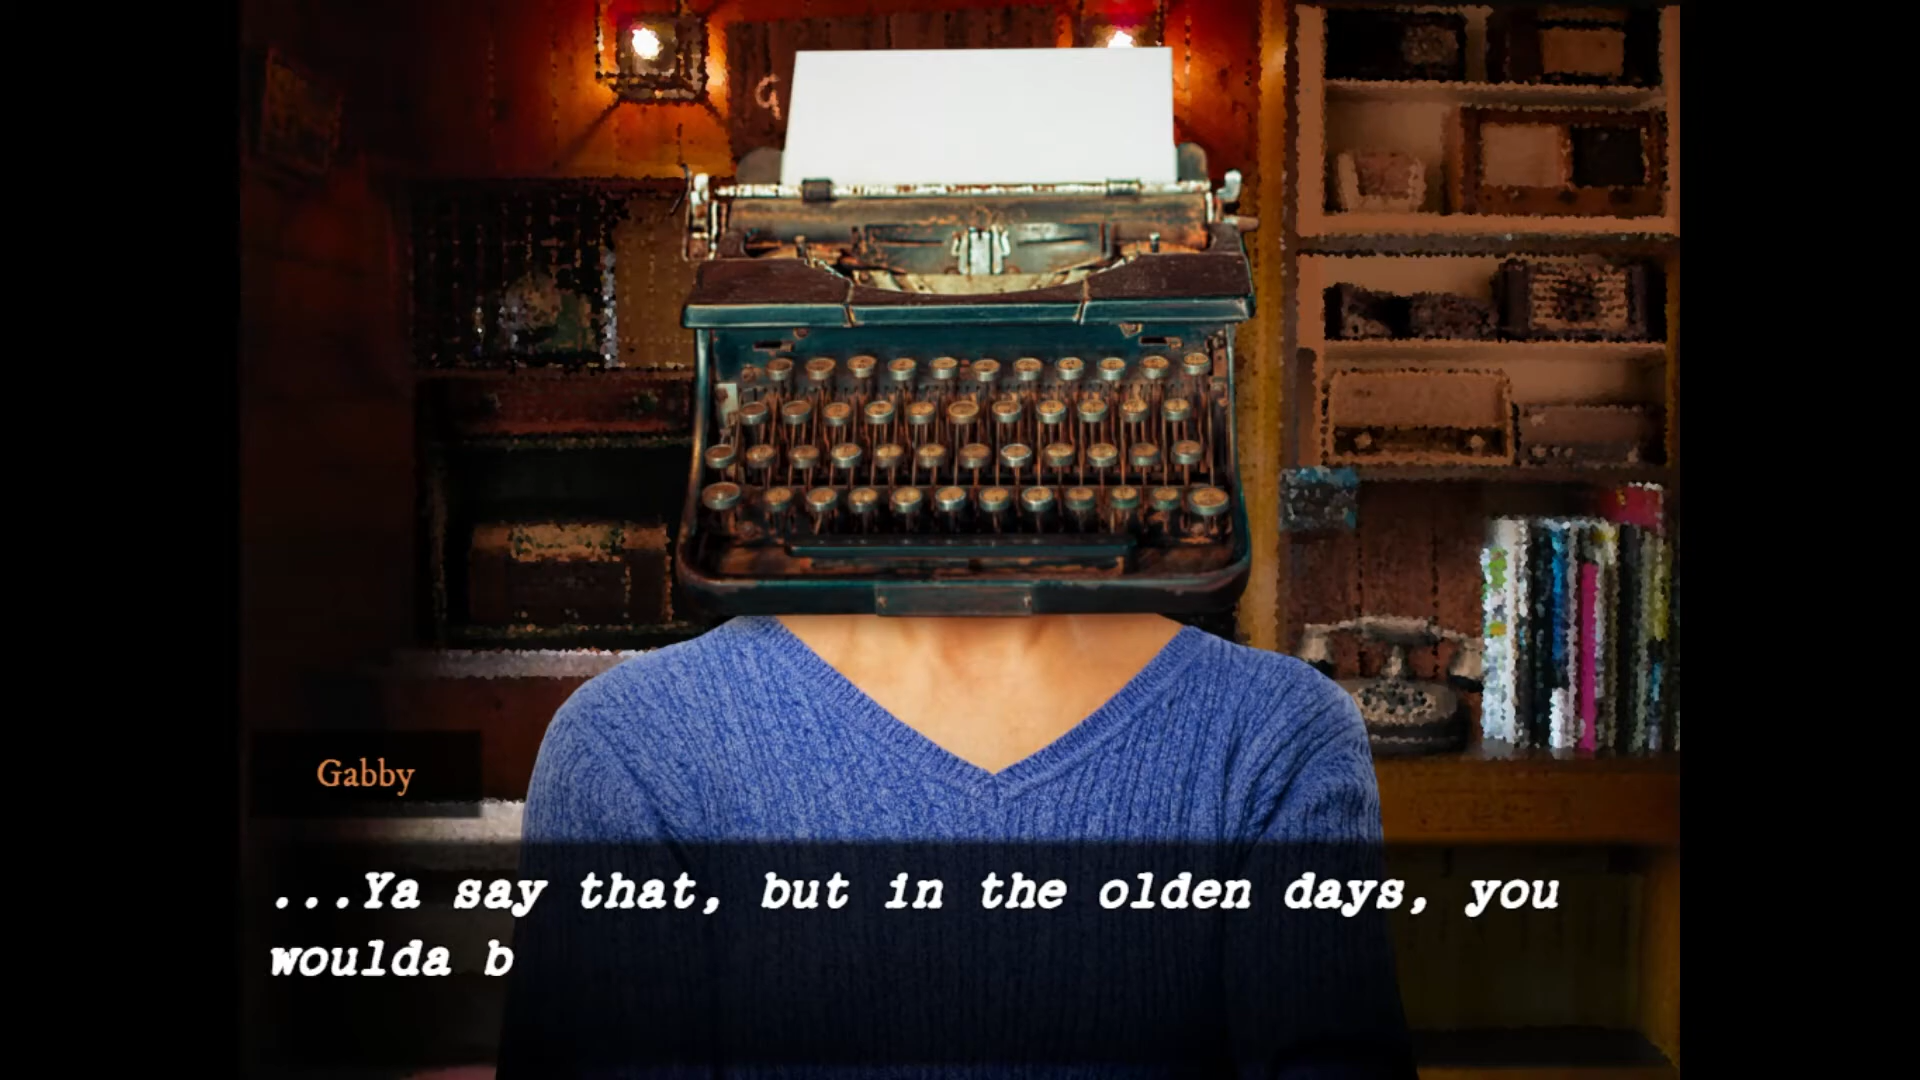 G
Gabby
...Ya say that, but in the olden days, you
woulda b